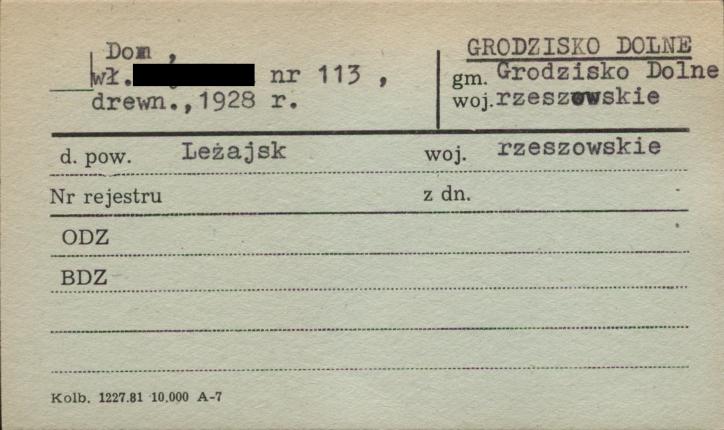 Dom ,
wł. nr 113 ,
drewn., 1928 r.
GRODZISKO DOLNE
gm. Grodzisko Dolne
woj. rzeszowskie
d. pow. Leżajsk woj. rzeszowskie
Nr rejestru z dn.
ODZ
BDZ
Kolb. 1227.81 10.000 A-7